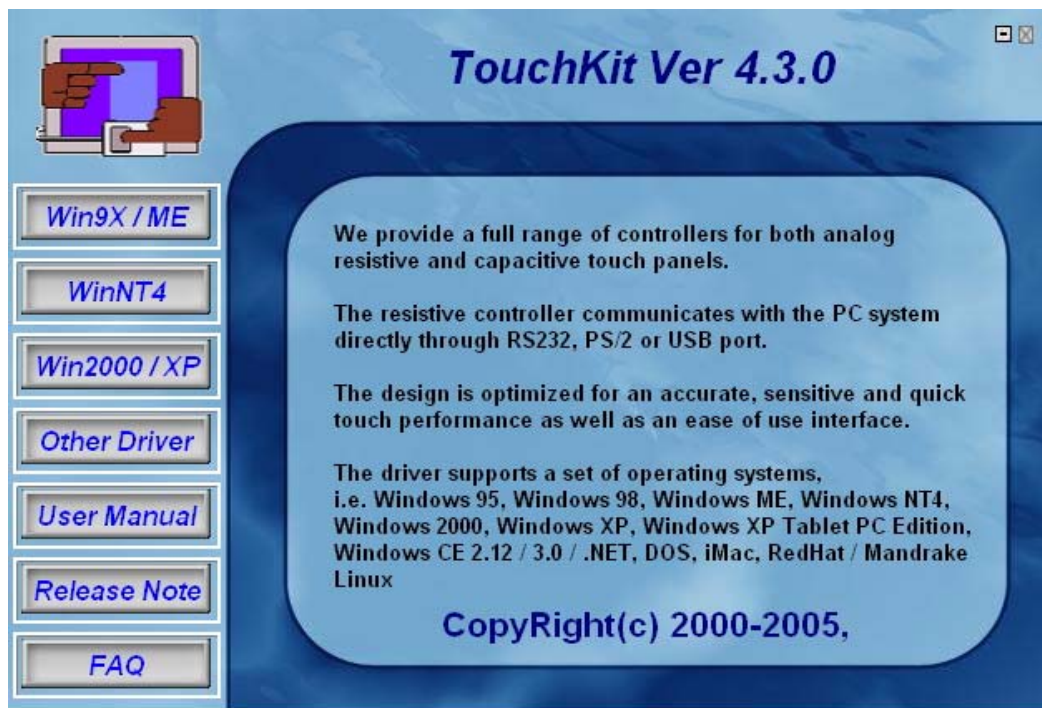 TouchKit Ver 4.3.0
Win9X / ME
WinNT4
Win2000 / XP
Other Driver
User Manual
Release Note
FAQ
We provide a full range of controllers for both analog
resistive and capacitive touch panels.
The resistive controller communicates with the PC system
directly through RS232, PS/2 or USB port.
The design is optimized for an accurate, sensitive and quick
touch performance as well as an ease of use interface.
The driver supports a set of operating systems,
i.e. Windows 95, Windows 98, Windows ME, Windows NT4,
Windows 2000, Windows XP, Windows XP Tablet PC Edition,
Windows CE 2.12 / 3.0 / .NET, DOS, iMac, RedHat / Mandrake
Linux
CopyRight(c) 2000-2005,